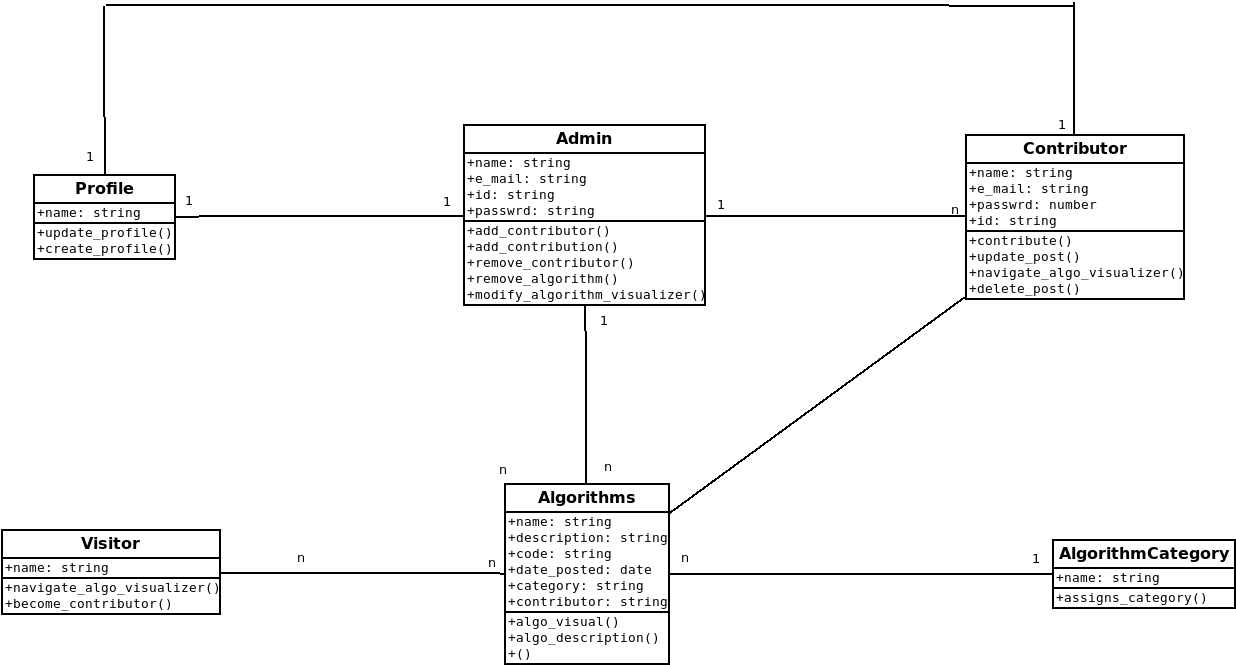 1
1
Profile
+name: string
+update_profile()
+create_profile()
1
1
Admin
+name: string
+e_mail: string
+id: string
+passwrd: string
+add_contributor()
+add_contribution()
+remove_contributor()
+remove_algorithm()
+modify_algorithm_visualizer()
1
n
Contributor
+name: string
+e_mail: string
+passwrd: number
+id: string
+contribute()
+update_post()
+navigate_algo_visualizer()
+delete_post()
1
n
n
Visitor
+name: string
+navigate_algo_visualizer()
+become_contributor()
n
n
Algorithms
+name: string
+description: string
+code: string
+date_posted: date
+category: string
+contributor: string
+algo_visual()
+algo_description()
+()
n
1
AlgorithmCategory
+name: string
+assigns_category()